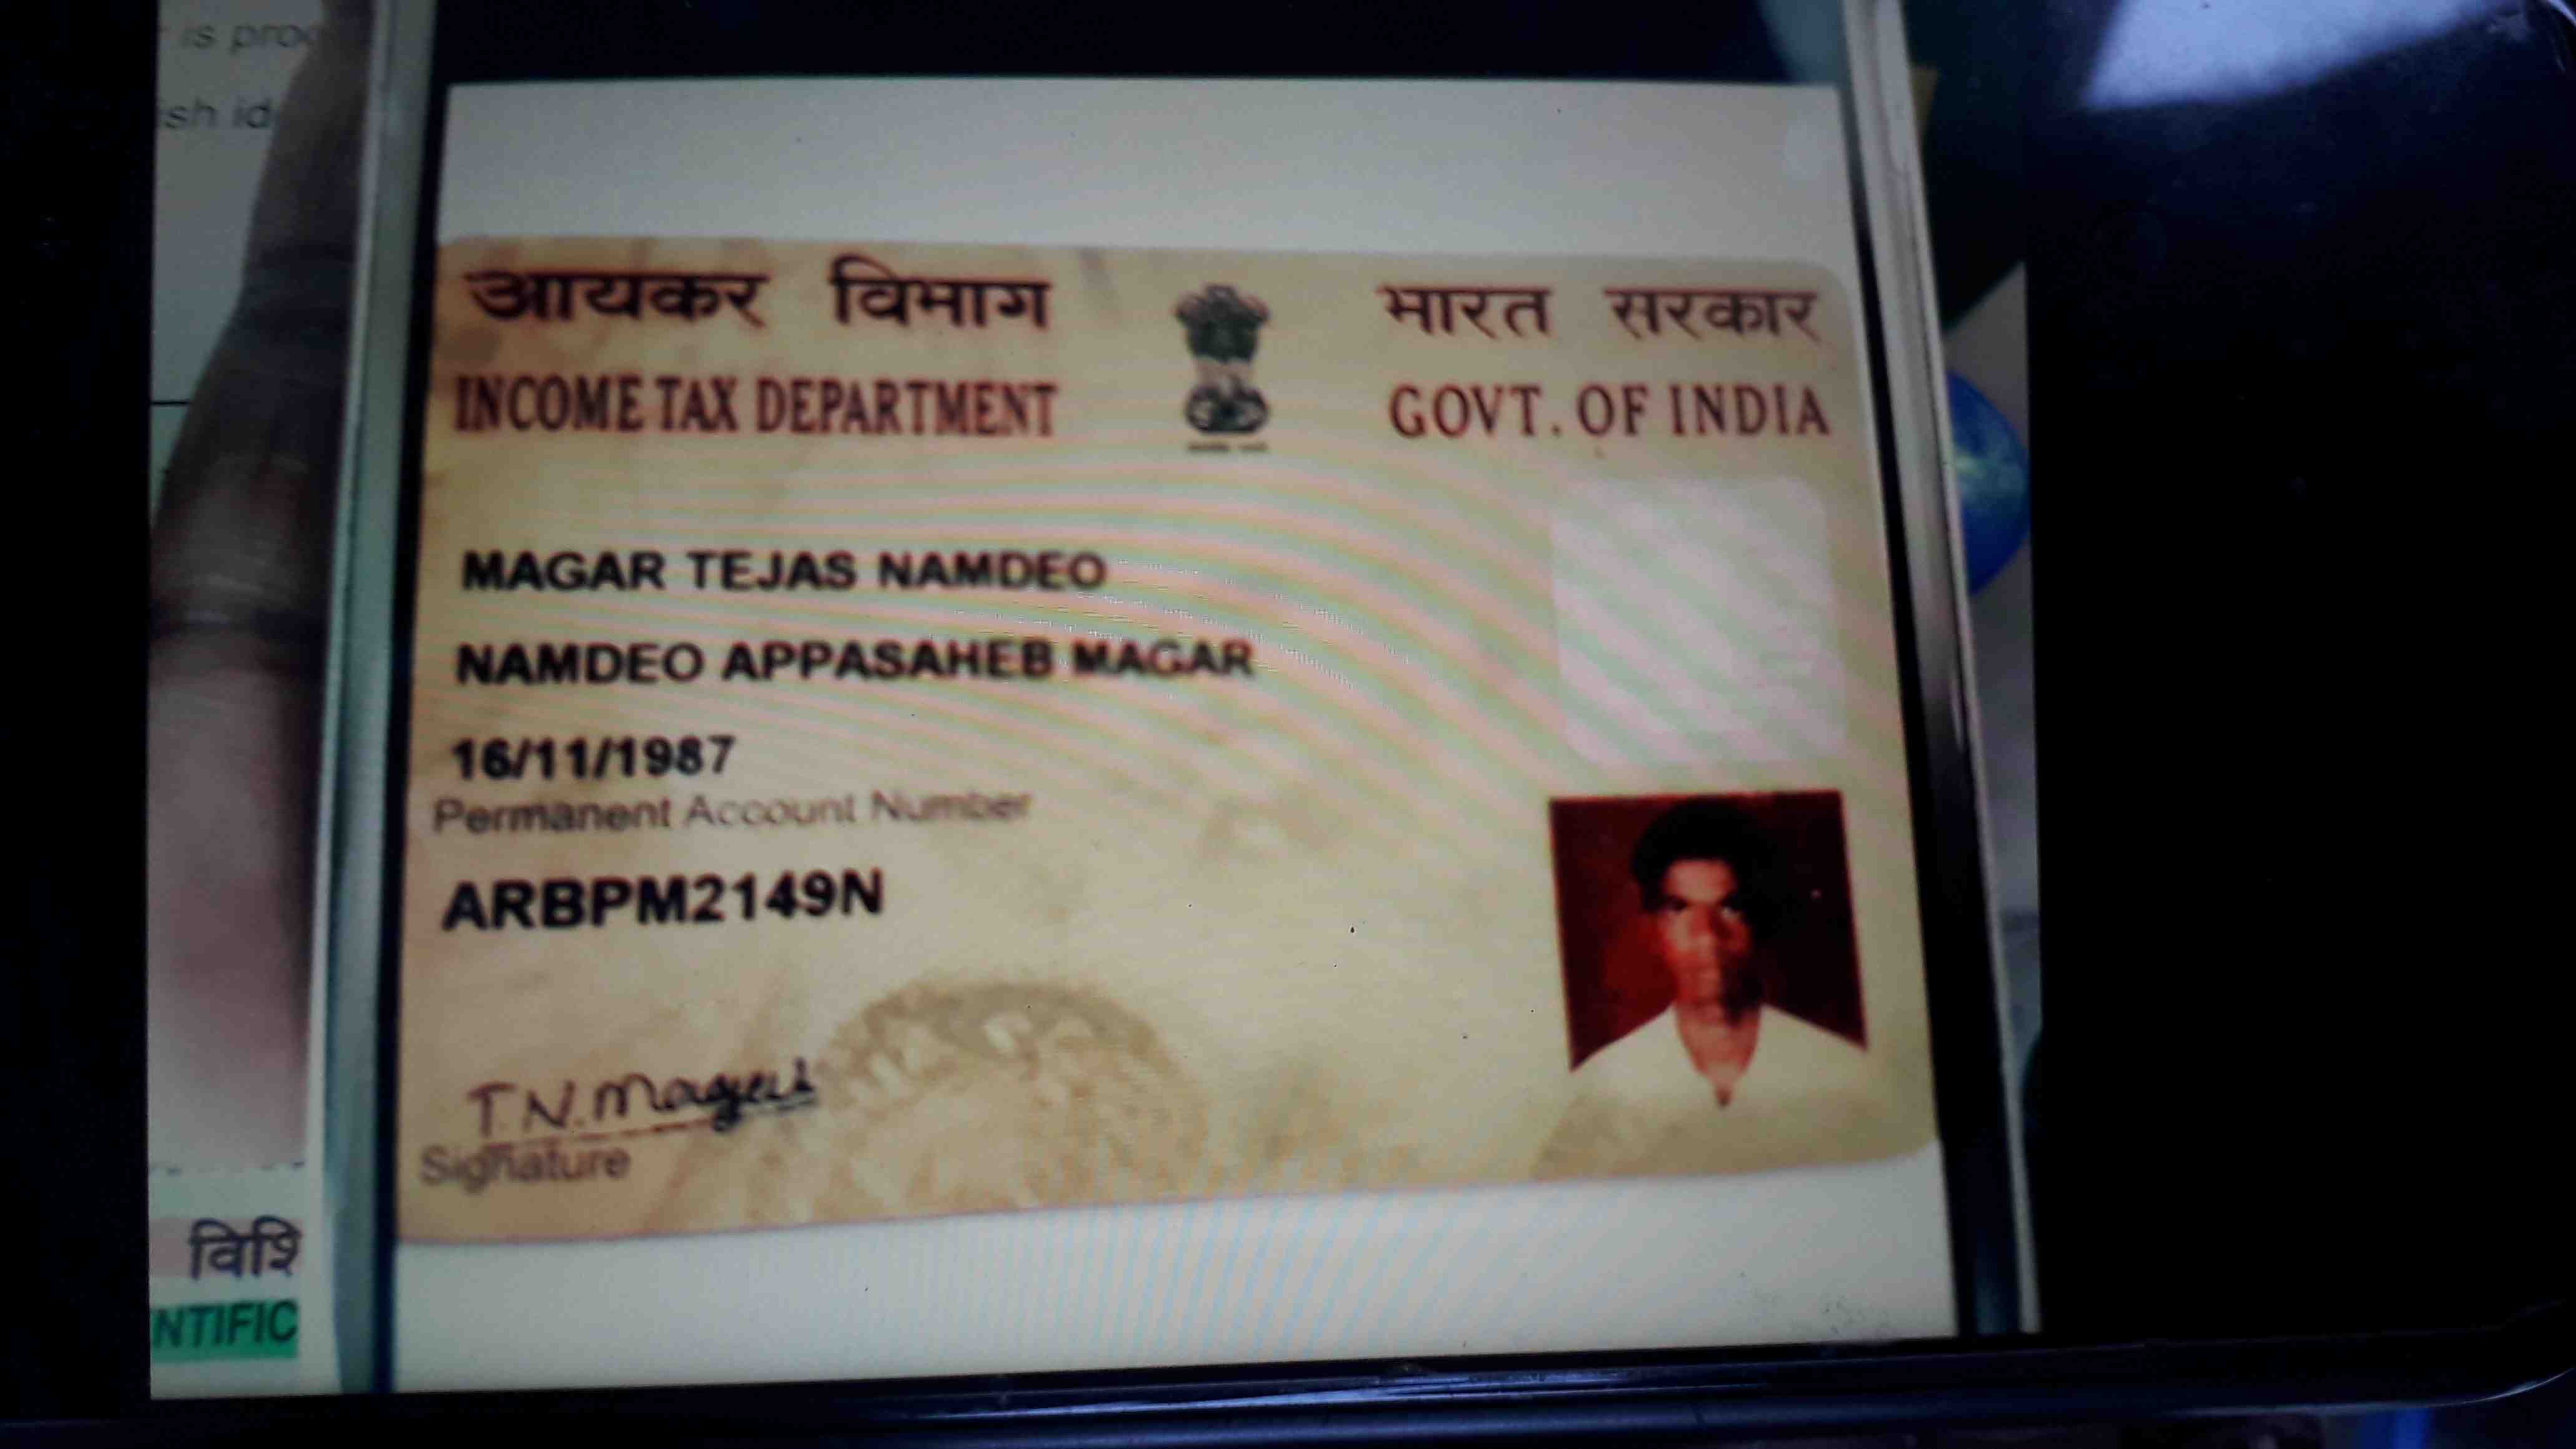 is pro
ish id
आयकर विभाग
INCOME TAX DEPARTMENT
भारत सरकार
GOVT. OF INDIA
MAGAR TEJAS NAMDEO
NAMDEO APPASAHEB MAGAR
16/11/1987
Permanent Account Number
ARBPM2149N
T.N.Magar
Signature
विशि
NTIFIC